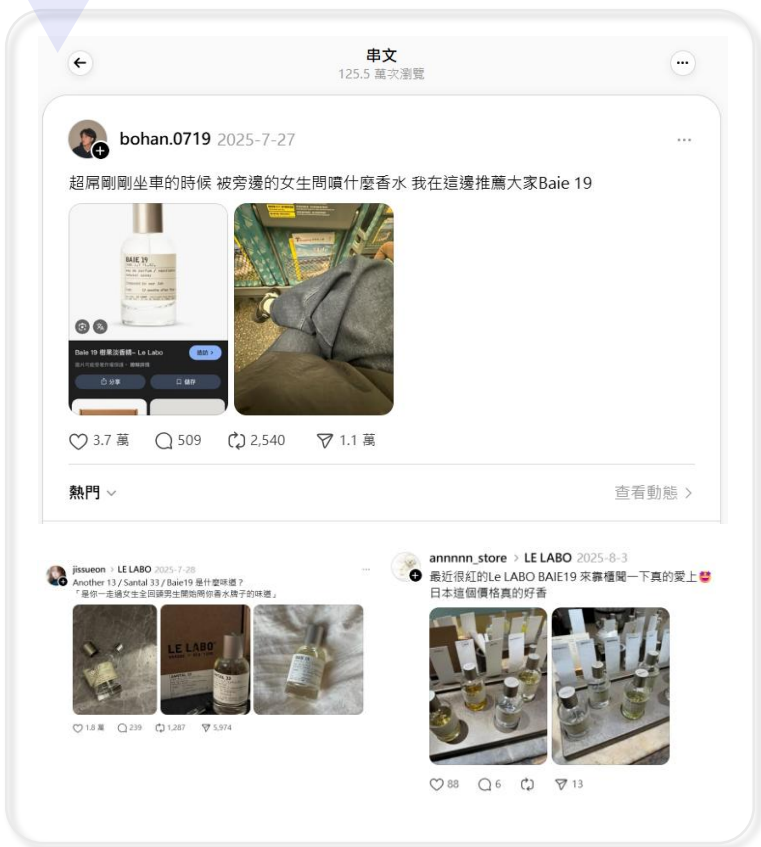 串文
125.5 萬次瀏覽
bohan.0719 2025-7-27
超屌剛剛坐車的時候 被旁邊的女生問噴什麼香水 我在這邊推薦大家Baie 19
BAIE 19
Baie 19 漿果淡香精– Le Labo
造訪 >
分享
儲存
3.7 萬 509 2,540 1.1 萬
熱門
查看動態 >
jissueon > LE LABO 2025-7-28
Another 13 / Santal 33 / Baie19 是什麼味道？
「是你一走過女生全回頭男生開始問你香水牌子的味道」
LE LABO
SANTAL 33
BAIE 19
1.8 萬 239 1,287 5,974
annnnn_store > LE LABO 2025-8-3
最近很紅的Le LABO BAIE19 來靠櫃聞一下真的愛上🤩
日本這個價格真的好香
88 6 13